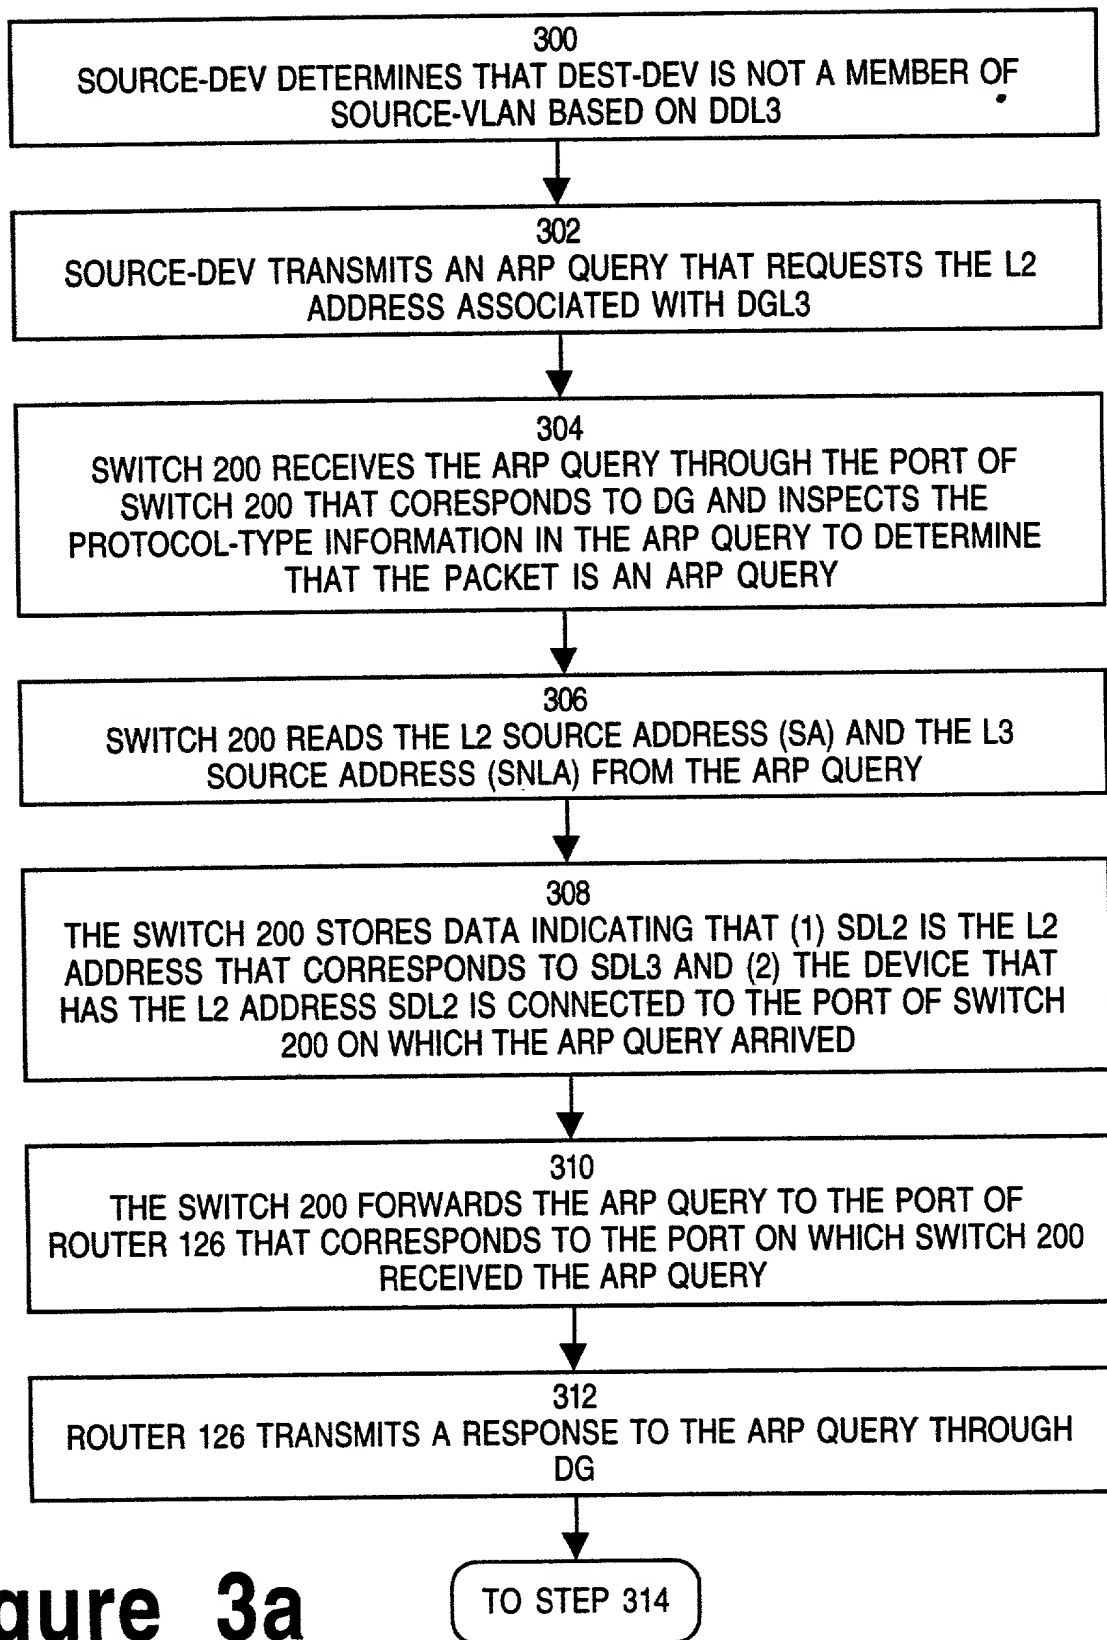 300
SOURCE-DEV DETERMINES THAT DEST-DEV IS NOT A MEMBER OF
SOURCE-VLAN BASED ON DDL3
302
SOURCE-DEV TRANSMITS AN ARP QUERY THAT REQUESTS THE L2
ADDRESS ASSOCIATED WITH DGL3
304
SWITCH 200 RECEIVES THE ARP QUERY THROUGH THE PORT OF
SWITCH 200 THAT CORESPONDS TO DG AND INSPECTS THE
PROTOCOL-TYPE INFORMATION IN THE ARP QUERY TO DETERMINE
THAT THE PACKET IS AN ARP QUERY
306
SWITCH 200 READS THE L2 SOURCE ADDRESS (SA) AND THE L3
SOURCE ADDRESS (SNLA) FROM THE ARP QUERY
308
THE SWITCH 200 STORES DATA INDICATING THAT (1) SDL2 IS THE L2
ADDRESS THAT CORRESPONDS TO SDL3 AND (2) THE DEVICE THAT
HAS THE L2 ADDRESS SDL2 IS CONNECTED TO THE PORT OF SWITCH
200 ON WHICH THE ARP QUERY ARRIVED
310
THE SWITCH 200 FORWARDS THE ARP QUERY TO THE PORT OF
ROUTER 126 THAT CORRESPONDS TO THE PORT ON WHICH SWITCH 200
RECEIVED THE ARP QUERY
312
ROUTER 126 TRANSMITS A RESPONSE TO THE ARP QUERY THROUGH
DG
TO STEP 314
gure 3a